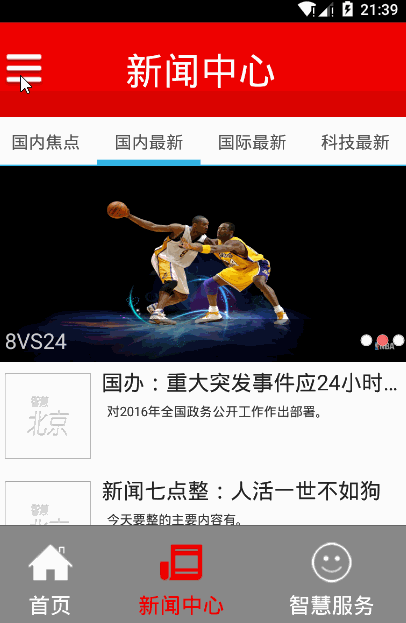 21:39
新闻中心
国内焦点 国内最新 国际最新 科技最新
8VS24
NBA
智慧
北京
国办：重大突发事件应24小时...
对2016年全国政务公开工作作出部署。
智慧
北京
新闻七点整：人活一世不如狗
今天要整的主要内容有。
首页 新闻中心 智慧服务